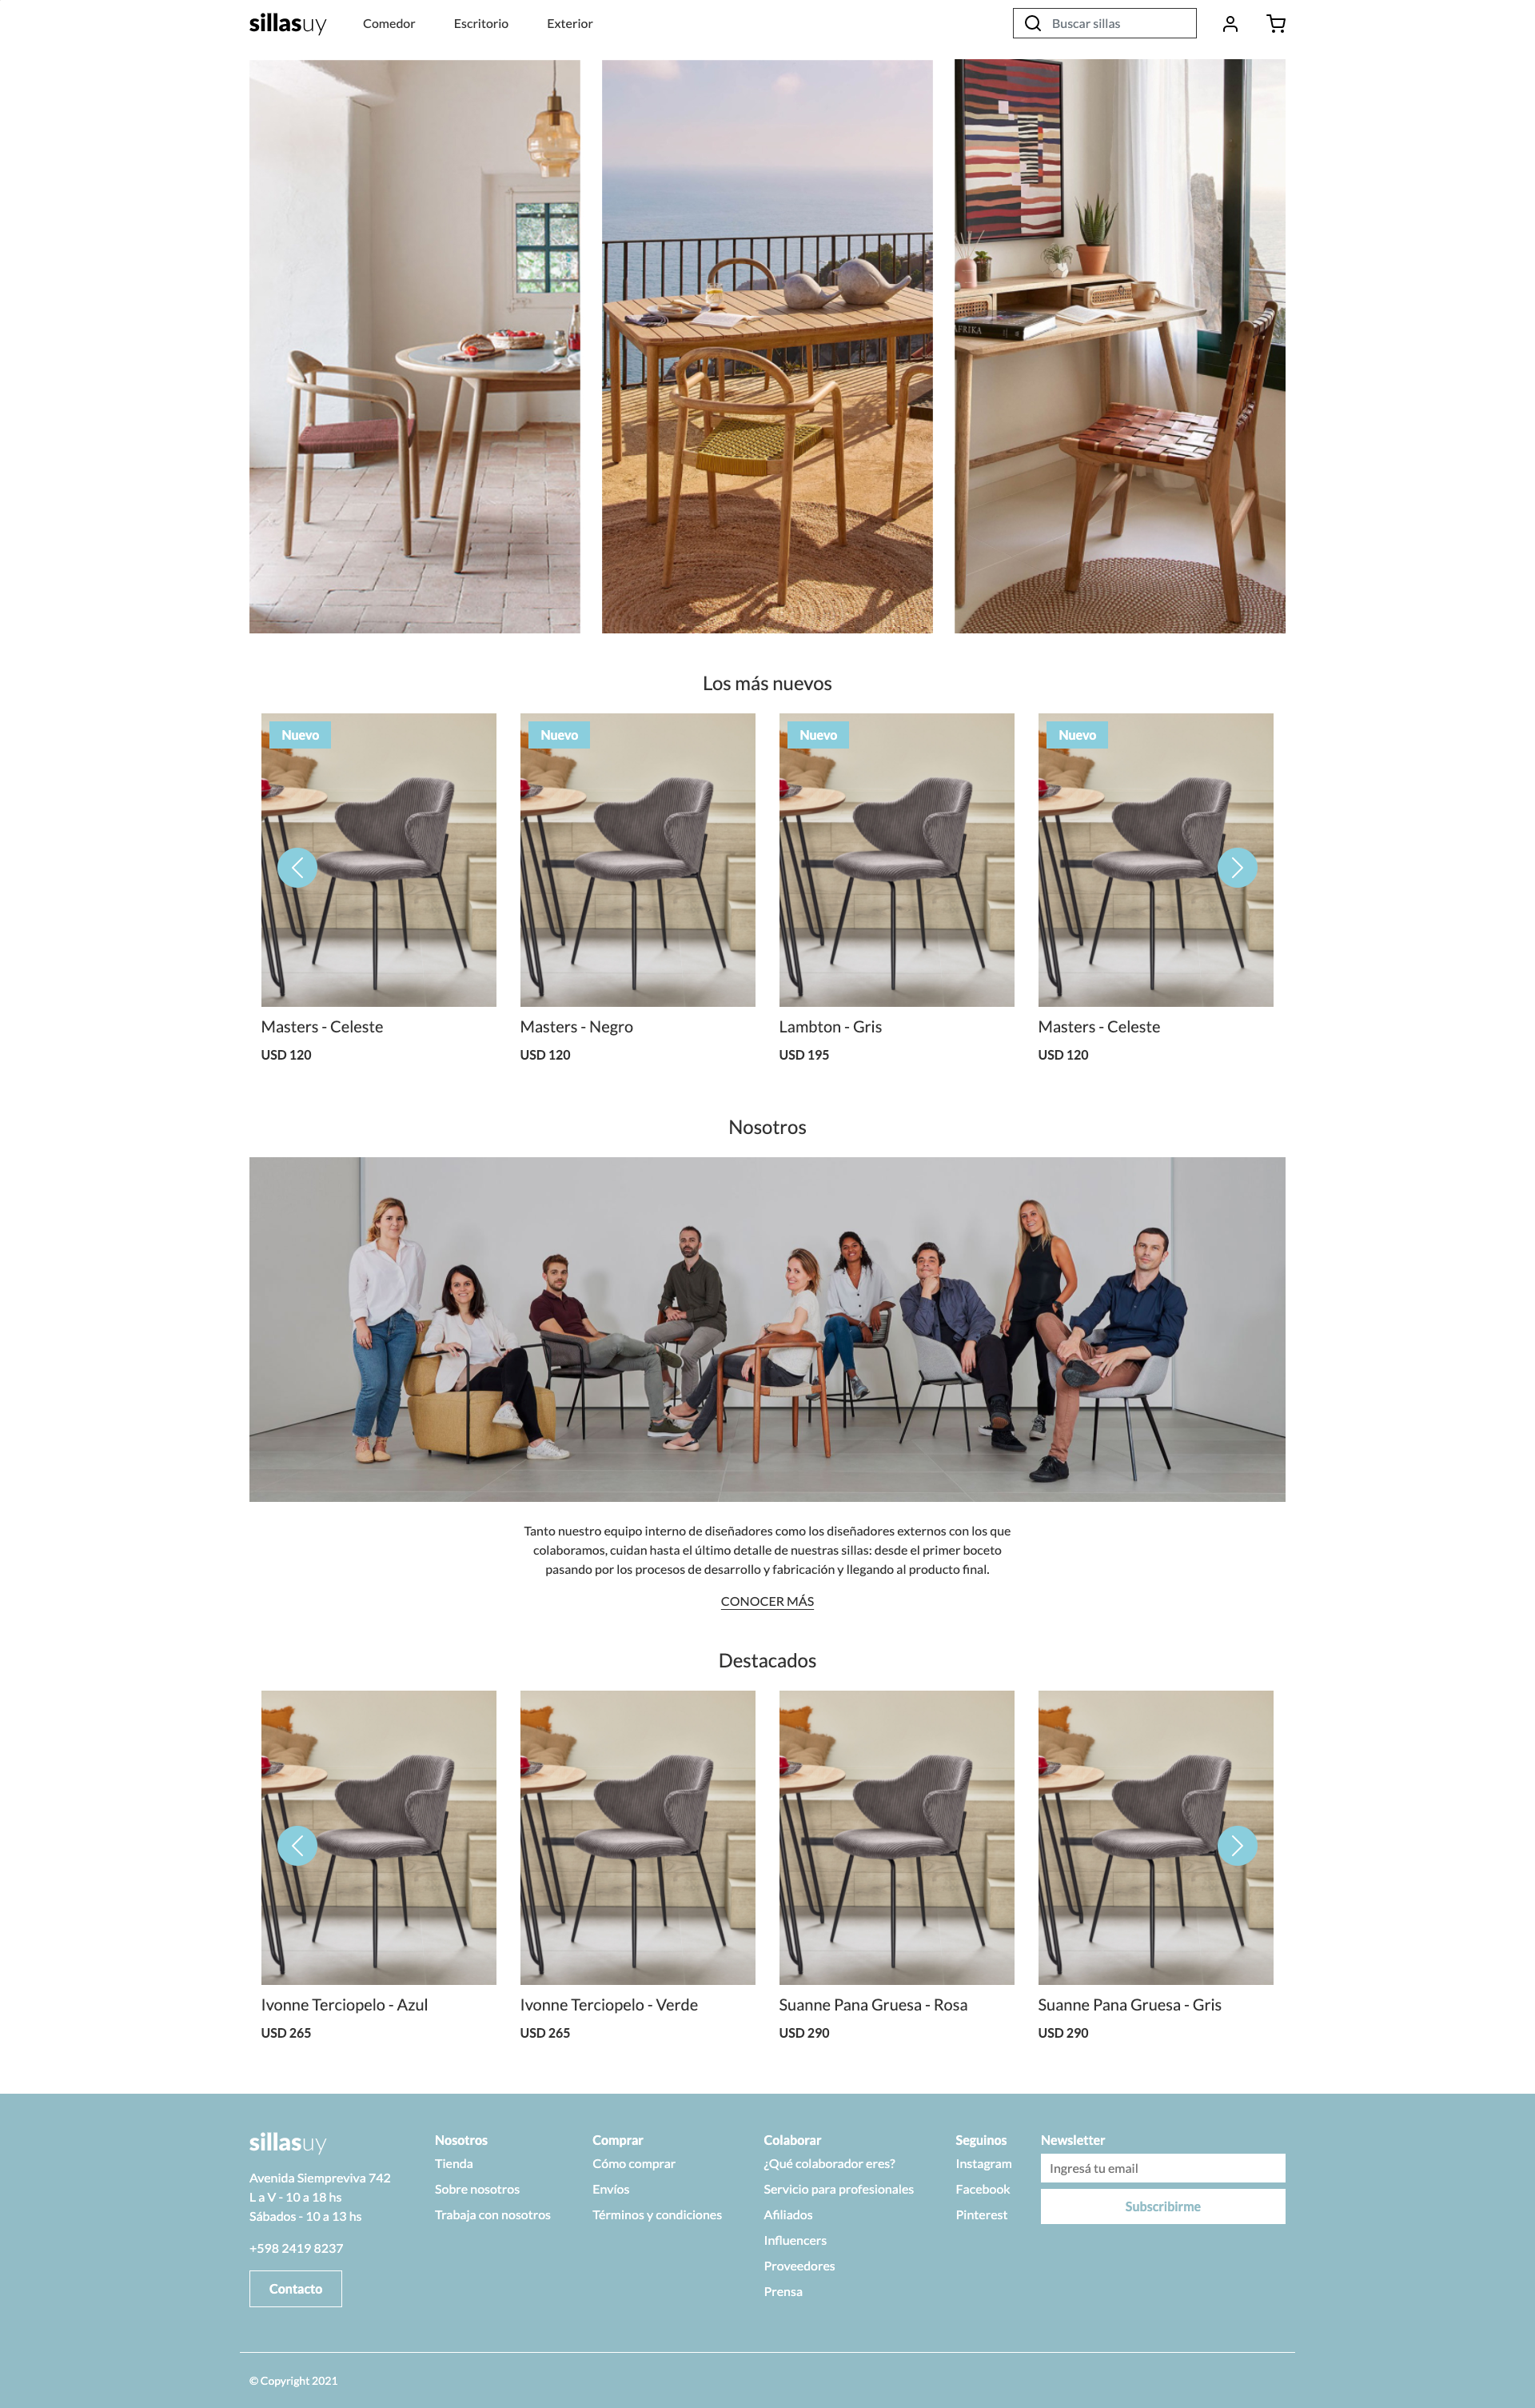 sillasuy
Comedor
Escritorio
Exterior
Buscar sillas
AFRIKA
Los más nuevos
Nuevo
Nuevo
Nuevo
Nuevo
Masters - Celeste
USD 120
Masters - Negro
USD 120
Lambton - Gris
USD 195
Masters - Celeste
USD 120
Nosotros
Tanto nuestro equipo interno de diseñadores como los diseñadores externos con los que
colaboramos, cuidan hasta el último detalle de nuestras sillas: desde el primer boceto
pasando por los procesos de desarrollo y fabricación y llegando al producto final.
CONOCER MÁS
Destacados
Ivonne Terciopelo - Azul
USD 265
Ivonne Terciopelo - Verde
USD 265
Suanne Pana Gruesa - Rosa
USD 290
Suanne Pana Gruesa - Gris
USD 290
sillasuy
Avenida Siempreviva 742
L a V - 10 a 18 hs
Sábados - 10 a 13 hs
+598 2419 8237
Contacto
Nosotros
Tienda
Sobre nosotros
Trabaja con nosotros
Comprar
Cómo comprar
Envíos
Términos y condiciones
Colaborar
¿Qué colaborador eres?
Servicio para profesionales
Afiliados
Influencers
Proveedores
Prensa
Seguinos
Instagram
Facebook
Pinterest
Newsletter
Ingresá tu email
Subscribirme
© Copyright 2021